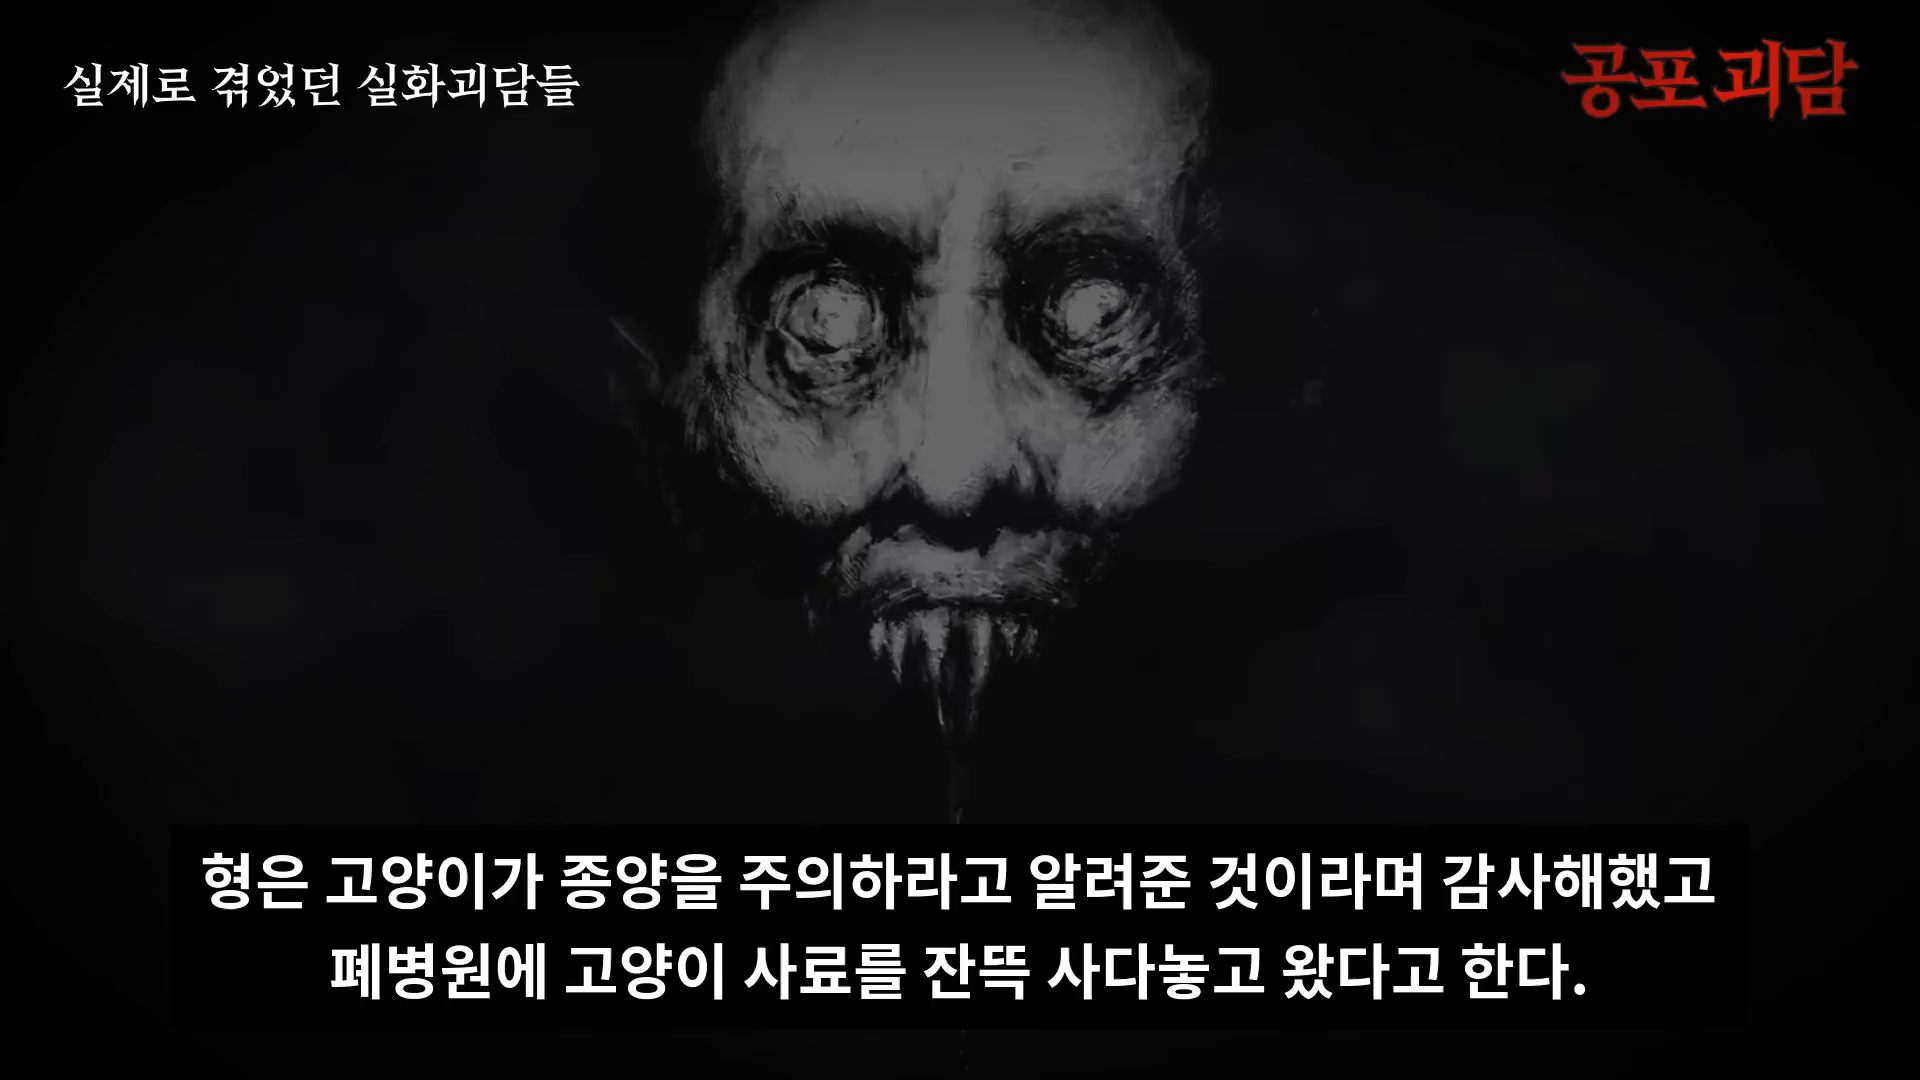 실제로 겪었던 실화괴담들
공포괴담
형은 고양이가 종양을 주의하라고 알려준 것이라며 감사해했고
폐병원에 고양이 사료를 잔뜩 사다놓고 왔다고 한다.